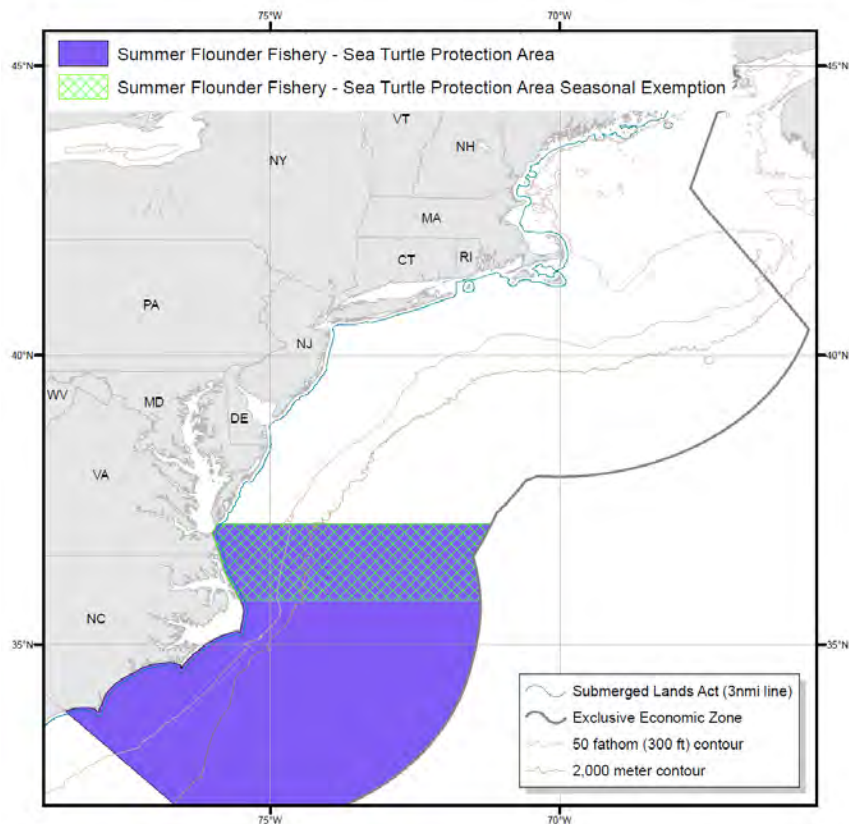 75°W 70°W
Summer Flounder Fishery - Sea Turtle Protection Area
Summer Flounder Fishery - Sea Turtle Protection Area Seasonal Exemption
45°N 45°N
VT
NH
NY
MA
CT RI
PA
NJ
40°N 40°N
WV
MD
DE
VA
NC
35°N 35°N
Submerged Lands Act (3nmi line)
Exclusive Economic Zone
50 fathom (300 ft) contour
2,000 meter contour
75°W 70°W